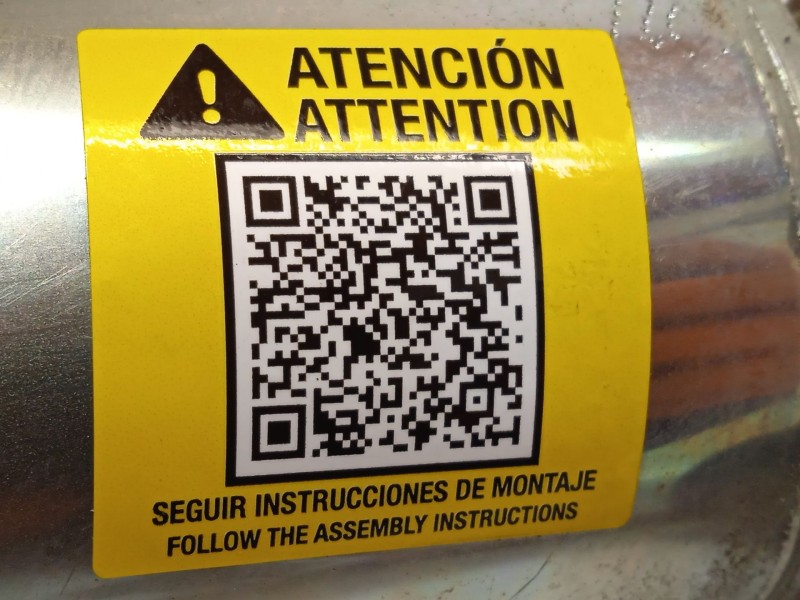 ATENCIÓN
ATTENTION
SEGUIR INSTRUCCIONES DE MONTAJE
FOLLOW THE ASSEMBLY INSTRUCTIONS